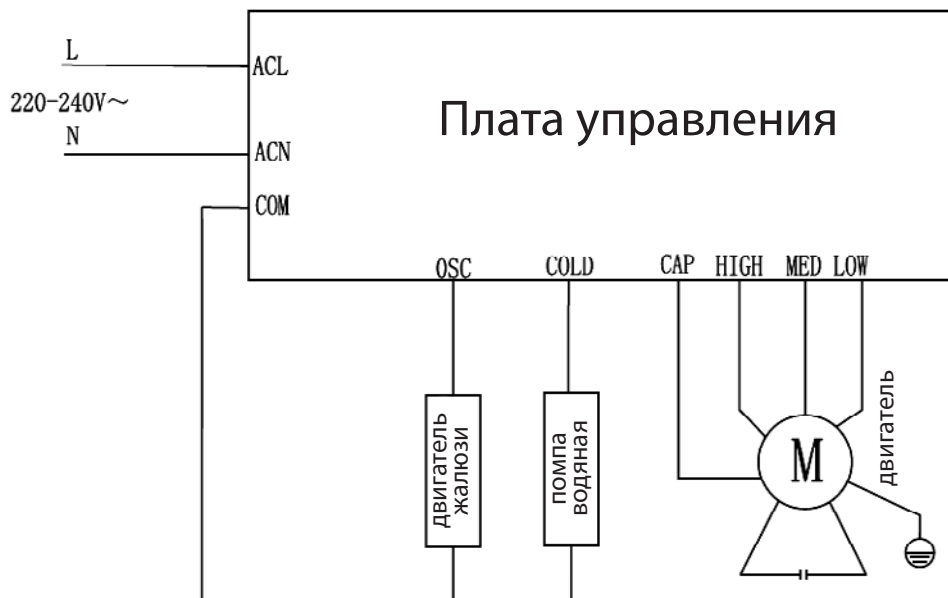 L
ACL
220-240V~
Плата управления
N
ACN
COM
OSC
COLD
CAP
HIGH
MED
LOW
двигатель
жалюзи
помпа
водяная
M
двигатель